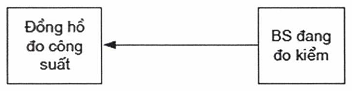 Đồng hồ
đo công
suất
BS đang
đo kiểm